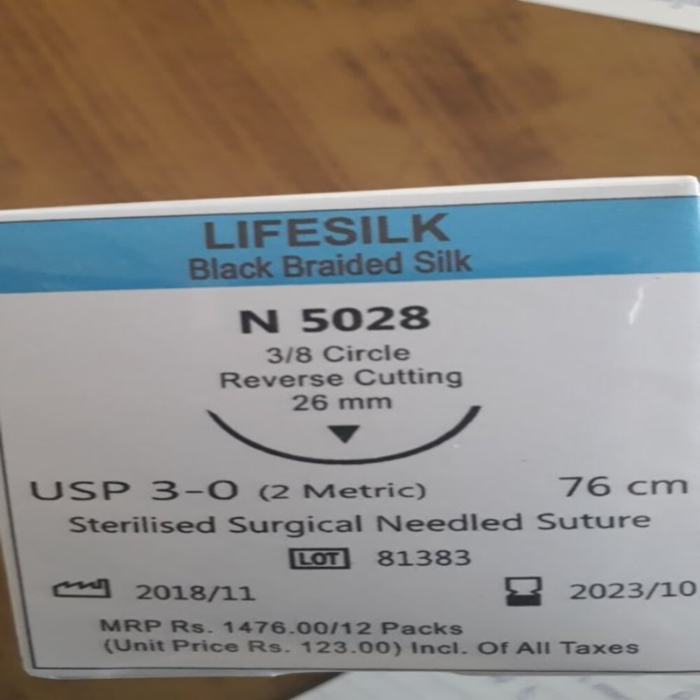 LIFESILK
Black Braided Silk
N 5028
3/8 Circle
Reverse Cutting
26 mm
USP 3-0 (2 Metric) 76 cm
Sterilised Surgical Needled Suture
LOT 81383
2018/11 2023/10
MRP Rs. 1476.00/12 Packs
(Unit Price Rs. 123.00) Incl. Of All Taxes